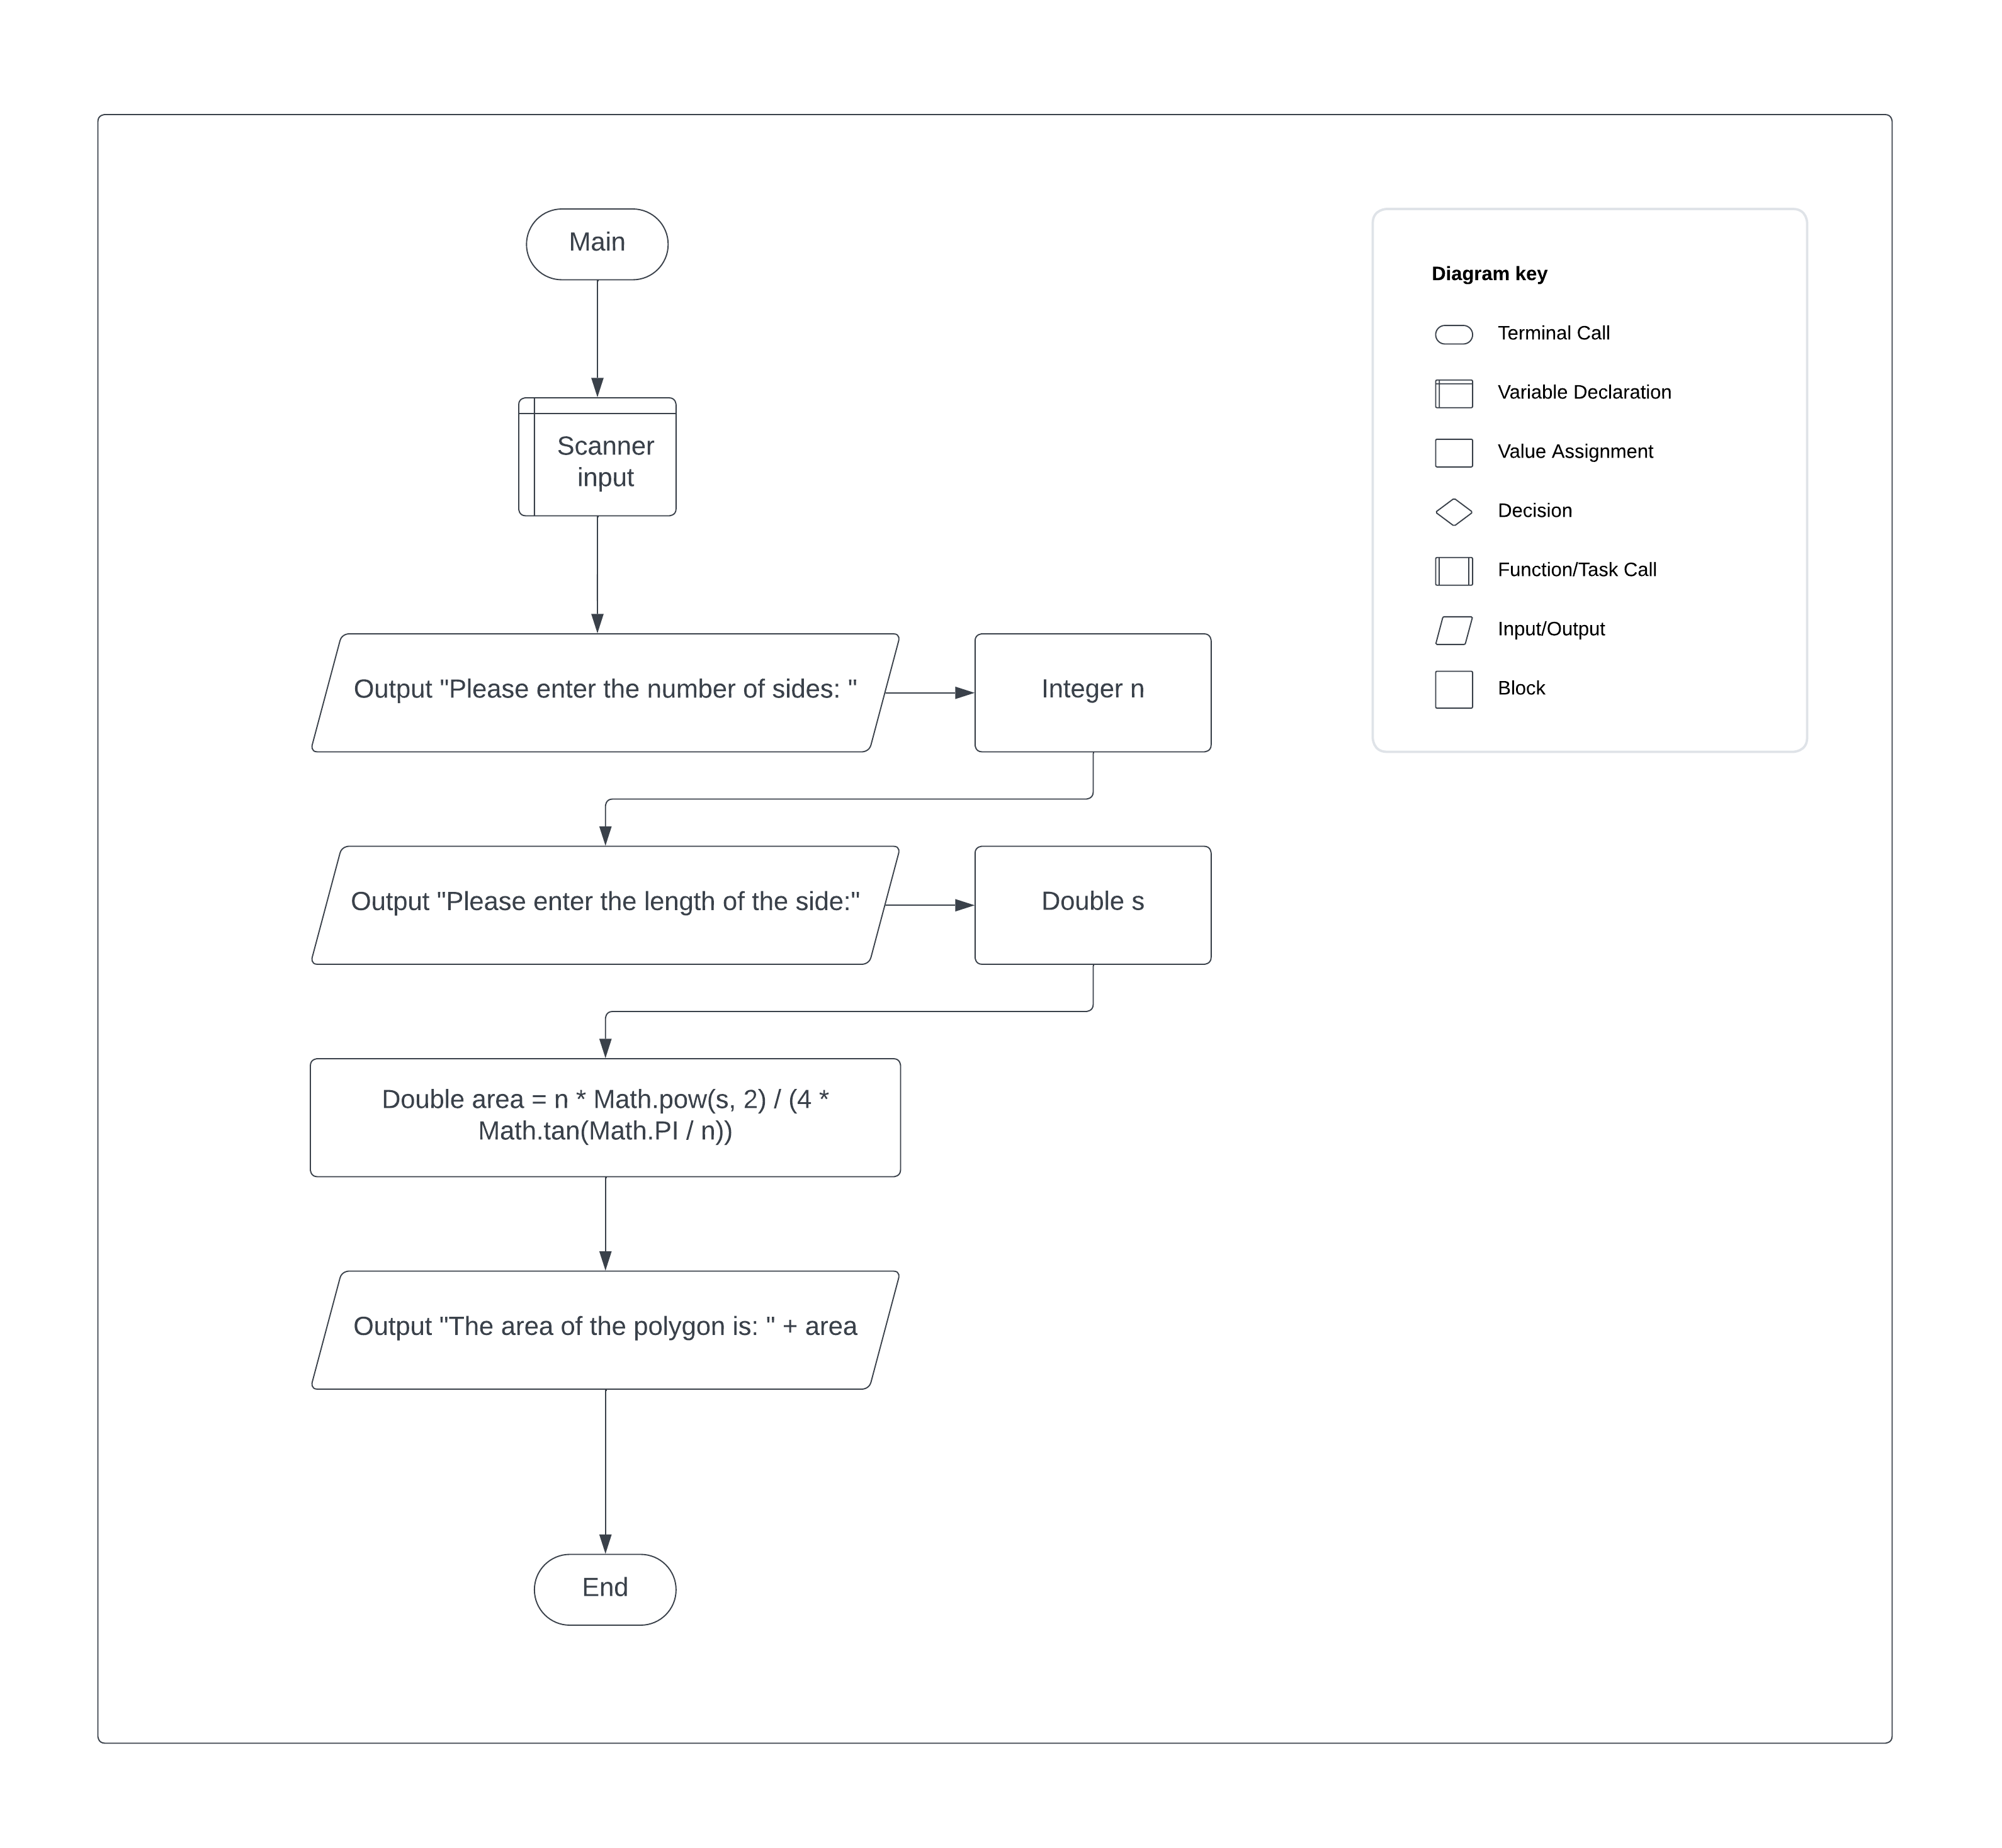 Main
Scanner
input
Output "Please enter the number of sides: "
Integer n
Output "Please enter the length of the side:"
Double s
Double area = n * Math.pow(s, 2) / (4 *
Math.tan(Math.PI / n))
Output "The area of the polygon is: " + area
End
Diagram key
Terminal Call
Variable Declaration
Value Assignment
Decision
Function/Task Call
Input/Output
Block